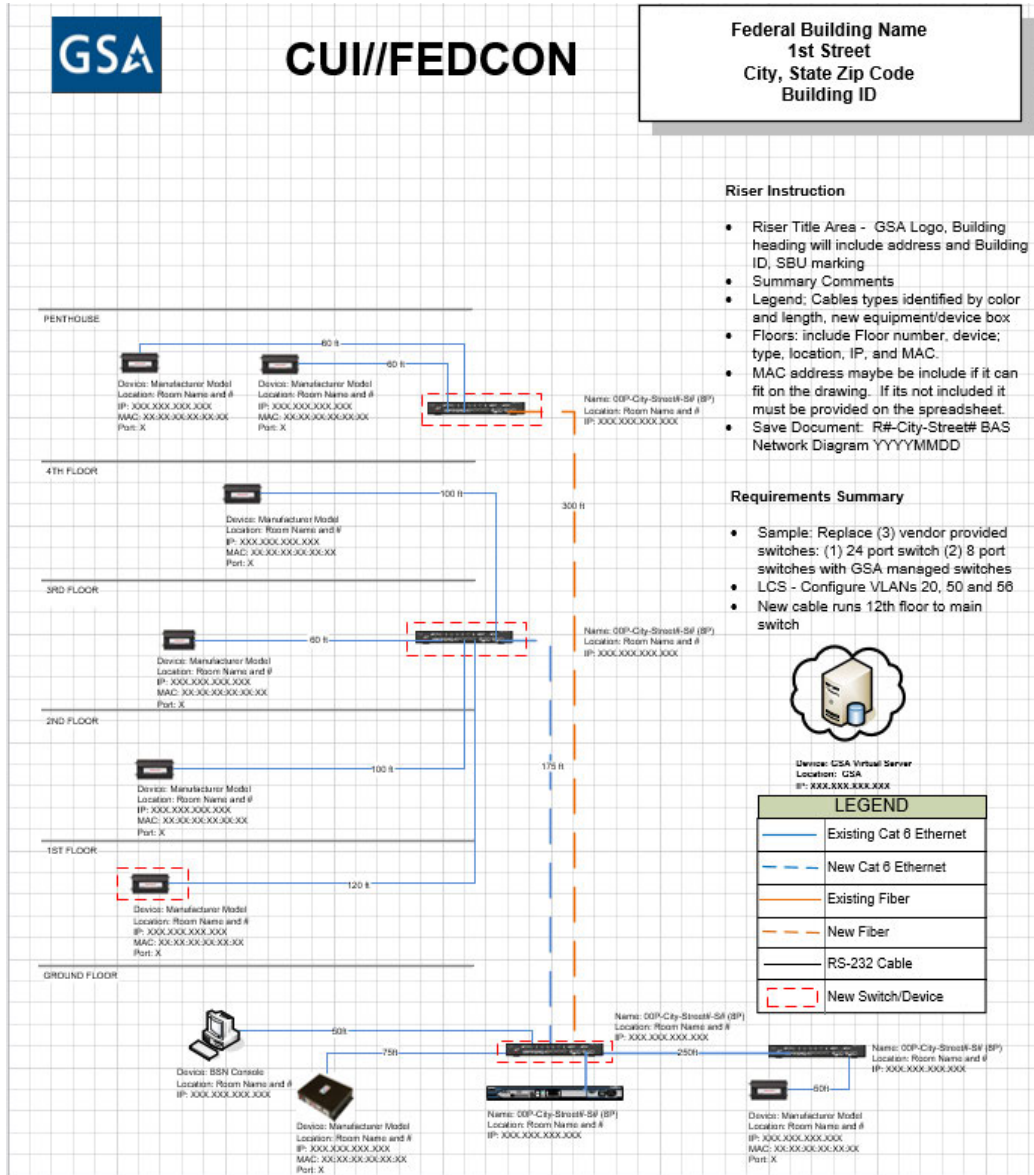 GSA
CUI//FEDCON
Federal Building Name
1st Street
City, State Zip Code
Building ID
Riser Instruction
• Riser Title Area - GSA Logo, Building
heading will include address and Building
ID, SBU marking
• Summary Comments
• Legend; Cables types identified by color
and length, new equipment/device box
• Floors: include Floor number, device;
type, location, IP, and MAC.
• MAC address maybe be include if it can
fit on the drawing. If its not included it
must be provided on the spreadsheet.
• Save Document: R#-City-Street# BAS
Network Diagram YYYYMMDD
Requirements Summary
• Sample: Replace (3) vendor provided
switches: (1) 24 port switch (2) 8 port
switches with GSA managed switches
• LCS - Configure VLANs 20, 50 and 56
• New cable runs 12th floor to main
switch
PENTHOUSE
60 ft
60 ft
Device: Manufacturer Model
Location: Room Name and #
IP: XXX.XXX.XXX.XXX
MAC: XX:XX:XX:XX:XX:XX
Port: X
Device: Manufacturer Model
Location: Room Name and #
IP: XXX.XXX.XXX.XXX
MAC: XX:XX:XX:XX:XX:XX
Port: X
Name: 00P-City-Street#-S# (8P)
Location: Room Name and #
IP: XXX.XXX.XXX.XXX
4TH FLOOR
100 ft
300 ft
Device: Manufacturer Model
Location: Room Name and #
IP: XXX.XXX.XXX.XXX
MAC: XX:XX:XX:XX:XX:XX
Port: X
3RD FLOOR
60 ft
Device: Manufacturer Model
Location: Room Name and #
IP: XXX.XXX.XXX.XXX
MAC: XX:XX:XX:XX:XX:XX
Port: X
Name: 00P-City-Street#-S# (8P)
Location: Room Name and #
IP: XXX.XXX.XXX.XXX
2ND FLOOR
100 ft
175 ft
Device: Manufacturer Model
Location: Room Name and #
IP: XXX.XXX.XXX.XXX
MAC: XX:XX:XX:XX:XX:XX
Port: X
Device: GSA Virtual Server
Location: GSA
IP: XXX.XXX.XXX.XXX
1ST FLOOR
120 ft
Device: Manufacturer Model
Location: Room Name and #
IP: XXX.XXX.XXX.XXX
MAC: XX:XX:XX:XX:XX:XX
Port: X
LEGEND
Existing Cat 6 Ethernet
New Cat 6 Ethernet
Existing Fiber
New Fiber
RS-232 Cable
New Switch/Device
GROUND FLOOR
50ft
75ft
Device: BSN Console
Location: Room Name and #
IP: XXX.XXX.XXX.XXX
Device: Manufacturer Model
Location: Room Name and #
IP: XXX.XXX.XXX.XXX
MAC: XX:XX:XX:XX:XX:XX
Port: X
Name: 00P-City-Street#-S# (8P)
Location: Room Name and #
IP: XXX.XXX.XXX.XXX
250ft
Name: 00P-City-Street#-S# (8P)
Location: Room Name and #
IP: XXX.XXX.XXX.XXX
Name: 00P-City-Street#-S# (8P)
Location: Room Name and #
IP: XXX.XXX.XXX.XXX
50ft
Device: Manufacturer Model
Location: Room Name and #
IP: XXX.XXX.XXX.XXX
MAC: XX:XX:XX:XX:XX:XX
Port: X